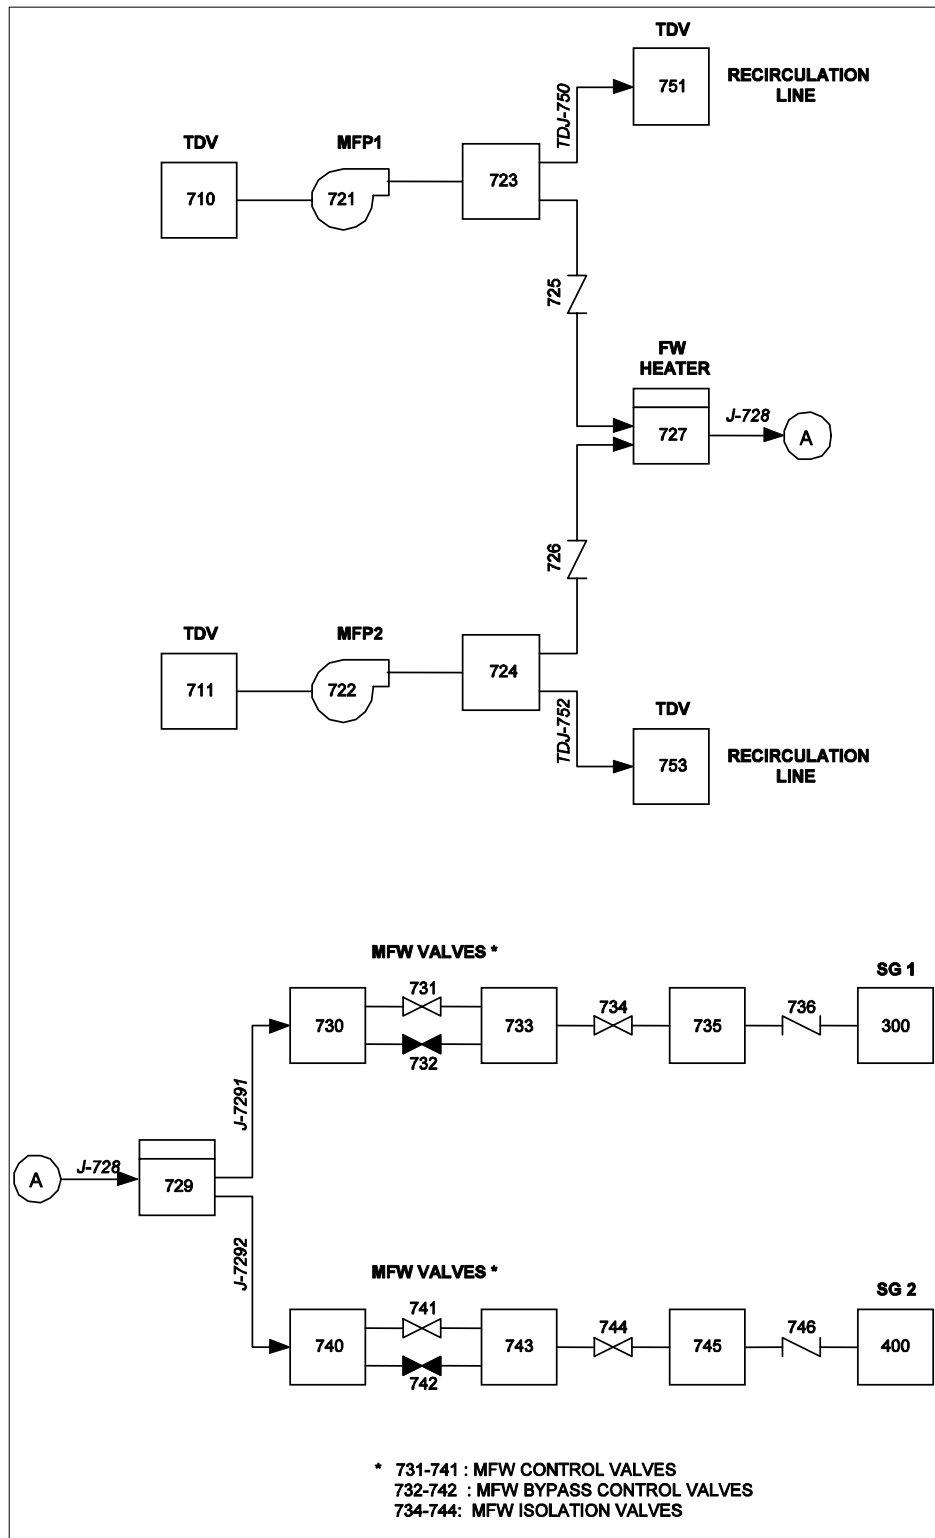 TDV
751
RECIRCULATION
LINE
TDJ-750
TDV
710
MFP1
721
723
725
FW
HEATER
727
J-728
A
726
TDV
711
MFP2
722
724
TDJ-752
TDV
753
RECIRCULATION
LINE
MFW VALVES *
SG 1
730
731
732
733
734
735
736
300
J-7291
A
J-728
729
J-7292
MFW VALVES *
SG 2
740
741
742
743
744
745
746
400
* 731-741 : MFW CONTROL VALVES
732-742 : MFW BYPASS CONTROL VALVES
734-744: MFW ISOLATION VALVES